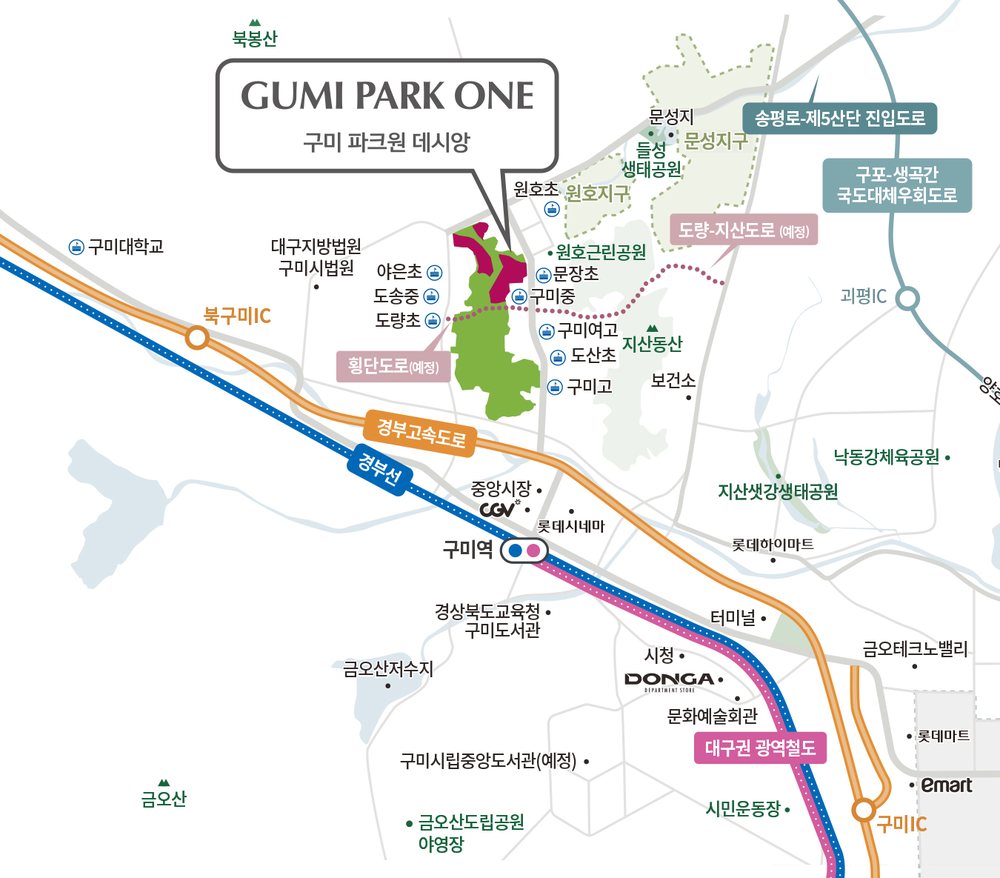 북봉산
GUMI PARK ONE
구미 파크원 데시앙
문성지
송평로-제5산단 진입도로
들성
생태공원
문성지구
구포-생곡간
국도대체우회도로
원호초
원호지구
도량-지산도로 (예정)
구미대학교
대구지방법원
구미시법원
야은초
원호근린공원
문장초
도송중
구미중
괴평IC
북구미IC
도량초
구미여고
지산동산
횡단도로(예정)
도산초
구미고
보건소
경부고속도로
경부선
낙동강체육공원
지산샛강생태공원
중앙시장
CGV
롯데시네마
구미역
롯데하이마트
경상북도교육청
구미도서관
터미널
시청
DONGA
DEPARTMENT STORE
금오테크노밸리
금오산저수지
문화예술회관
대구권 광역철도
롯데마트
구미시립중앙도서관(예정)
emart
금오산
시민운동장
금오산도립공원
야영장
구미IC